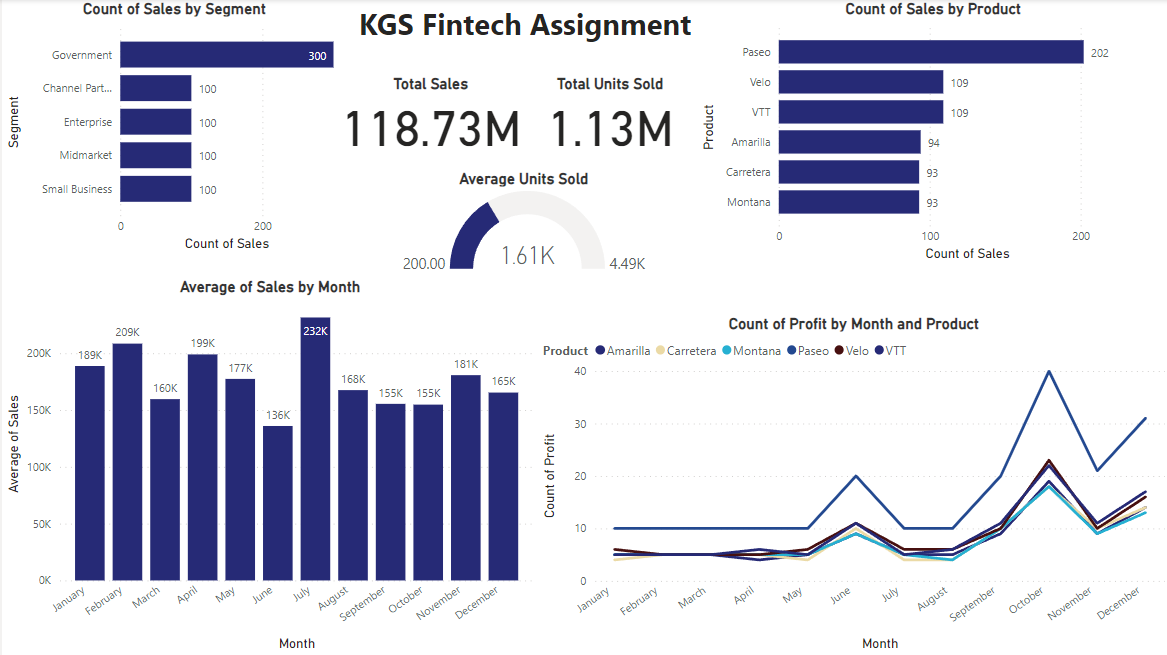 Count of Sales by Segment
Segment
Government 300
Channel Part... 100
Enterprise 100
Midmarket 100
Small Business 100
0 200
Count of Sales
KGS Fintech Assignment
Total Sales
118.73M
Total Units Sold
1.13M
Average Units Sold
1.61K
200.00 4.49K
Count of Sales by Product
Product
Paseo 202
Velo 109
VTT 109
Amarilla 94
Carretera 93
Montana 93
0 100 200
Count of Sales
Average of Sales by Month
Average of Sales
200K
150K
100K
50K
0K
189K 209K 160K 199K 177K 136K 232K 168K 155K 155K 181K 165K
January February March April May June July August September October November December
Month
Count of Profit by Month and Product
Product Amarilla Carretera Montana Paseo Velo VTT
Count of Profit
40
30
20
10
0
January February March April May June July August September October November December
Month